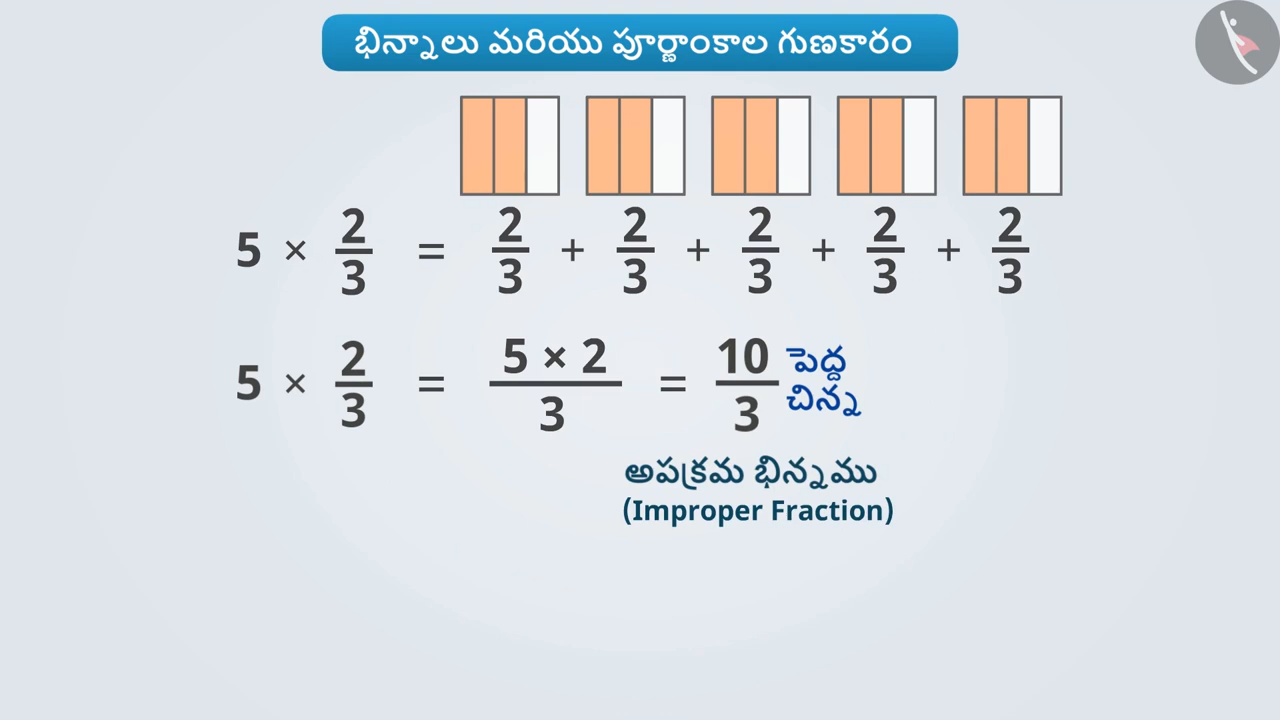 భిన్నాలు మరియు పూర్ణాంకాల గుణకారం
5 × 2/3 = 2/3 + 2/3 + 2/3 + 2/3 + 2/3
5 × 2/3 = 5 × 2/3 = 10/3 పెద్ద
చిన్న
అపక్రమ భిన్నము
(Improper Fraction)